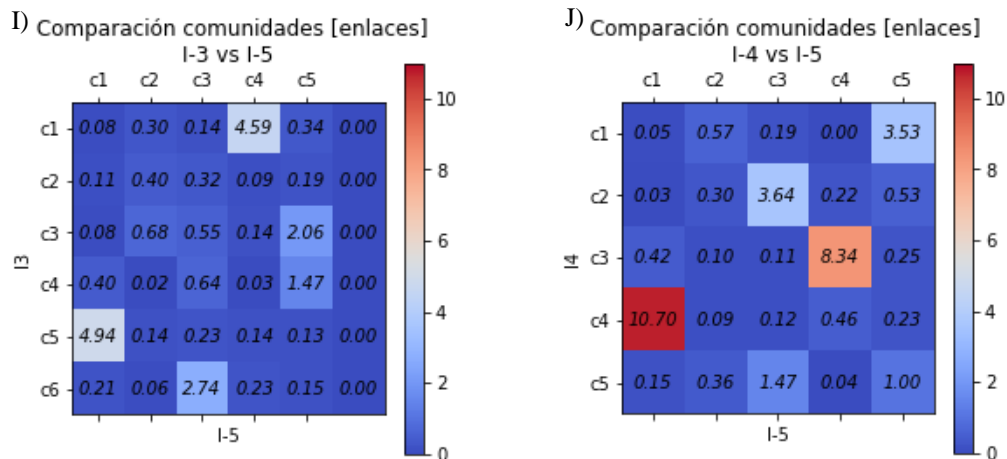 I) Comparación comunidades [enlaces]
I-3 vs I-5
c1 c2 c3 c4 c5
c1 0.08 0.30 0.14 4.59 0.34 0.00
c2 0.11 0.40 0.32 0.09 0.19 0.00
c3 0.08 0.68 0.55 0.14 2.06 0.00
c4 0.40 0.02 0.64 0.03 1.47 0.00
c5 4.94 0.14 0.23 0.14 0.13 0.00
c6 0.21 0.06 2.74 0.23 0.15 0.00
I3
I-5
10
8
6
4
2
0
J) Comparación comunidades [enlaces]
I-4 vs I-5
c1 c2 c3 c4 c5
c1 0.05 0.57 0.19 0.00 3.53
c2 0.03 0.30 3.64 0.22 0.53
c3 0.42 0.10 0.11 8.34 0.25
c4 10.70 0.09 0.12 0.46 0.23
c5 0.15 0.36 1.47 0.04 1.00
I4
I-5
10
8
6
4
2
0